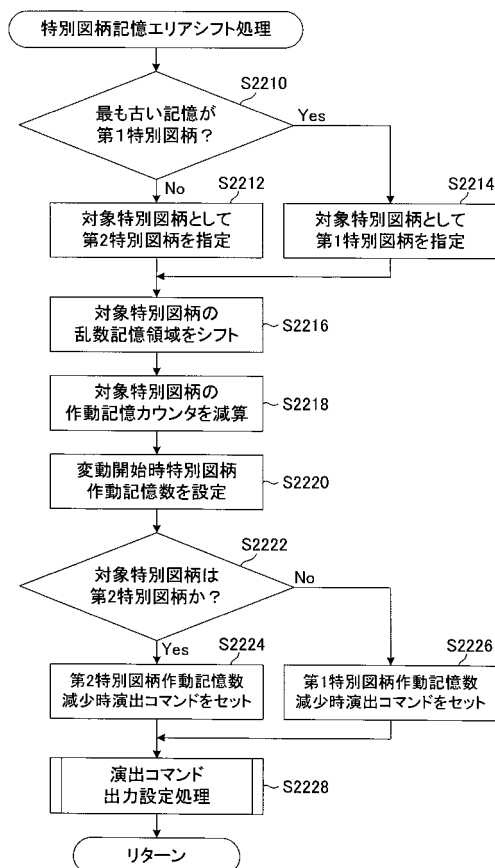 特別図柄記憶エリアシフト処理
S2210
最も古い記憶が
第1特別図柄？
Yes
No
S2212
対象特別図柄として
第2特別図柄を指定
S2214
対象特別図柄として
第1特別図柄を指定
対象特別図柄の
乱数記憶領域をシフト
S2216
対象特別図柄の
作動記憶カウンタを減算
S2218
変動開始時特別図柄
作動記憶数を設定
S2220
S2222
対象特別図柄は
第2特別図柄か？
No
Yes
S2224
第2特別図柄作動記憶数
減少時演出コマンドをセット
S2226
第1特別図柄作動記憶数
減少時演出コマンドをセット
演出コマンド
出力設定処理
S2228
リターン